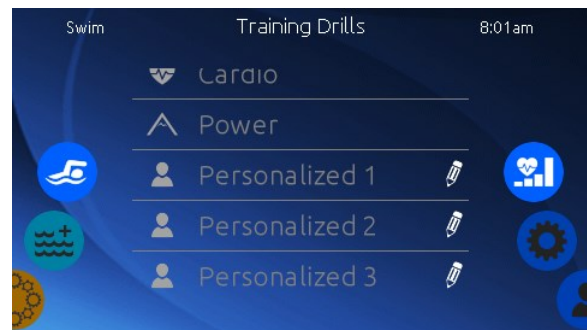 Swim Training Drills 8:01am
Cardio
Power
Personalized 1
Personalized 2
Personalized 3